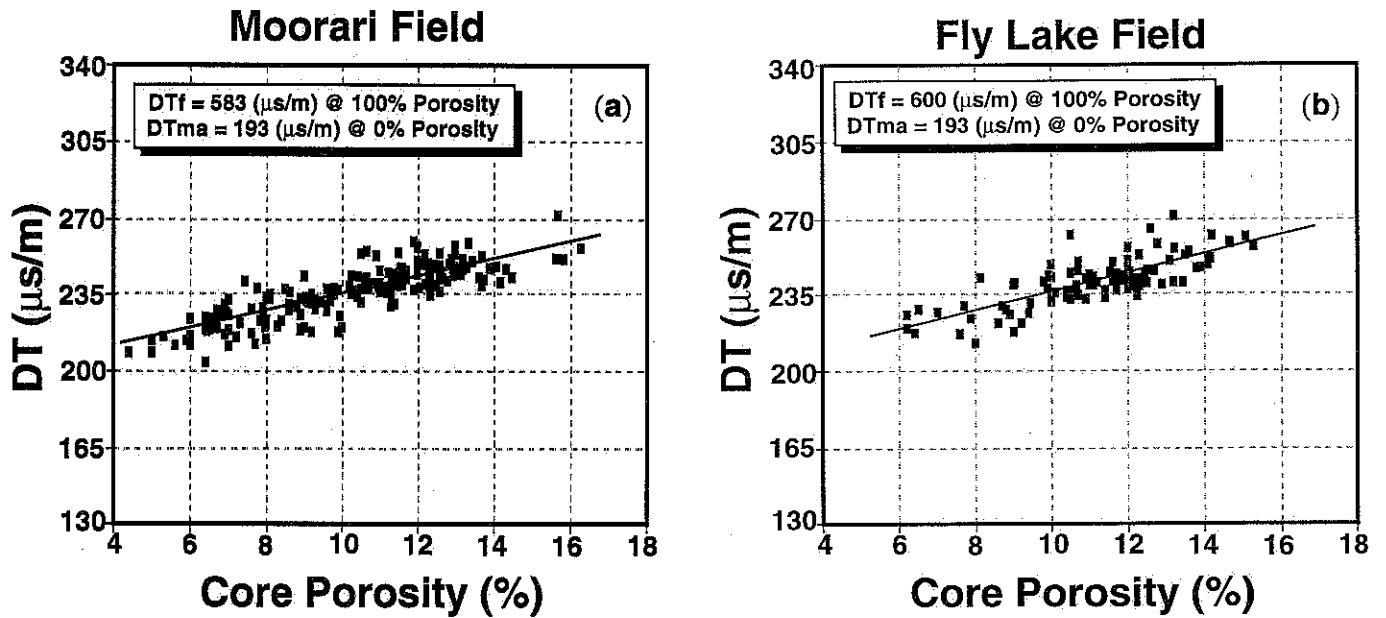 Moorari Field
DTf = 583 (µs/m) @ 100% Porosity
DTma = 193 (µs/m) @ 0% Porosity
(a)
340
305
270
235
200
165
130
DT (µs/m)
4 6 8 10 12 14 16 18
Core Porosity (%)
Fly Lake Field
DTf = 600 (µs/m) @ 100% Porosity
DTma = 193 (µs/m) @ 0% Porosity
(b)
340
305
270
235
200
165
130
DT (µs/m)
4 6 8 10 12 14 16 18
Core Porosity (%)